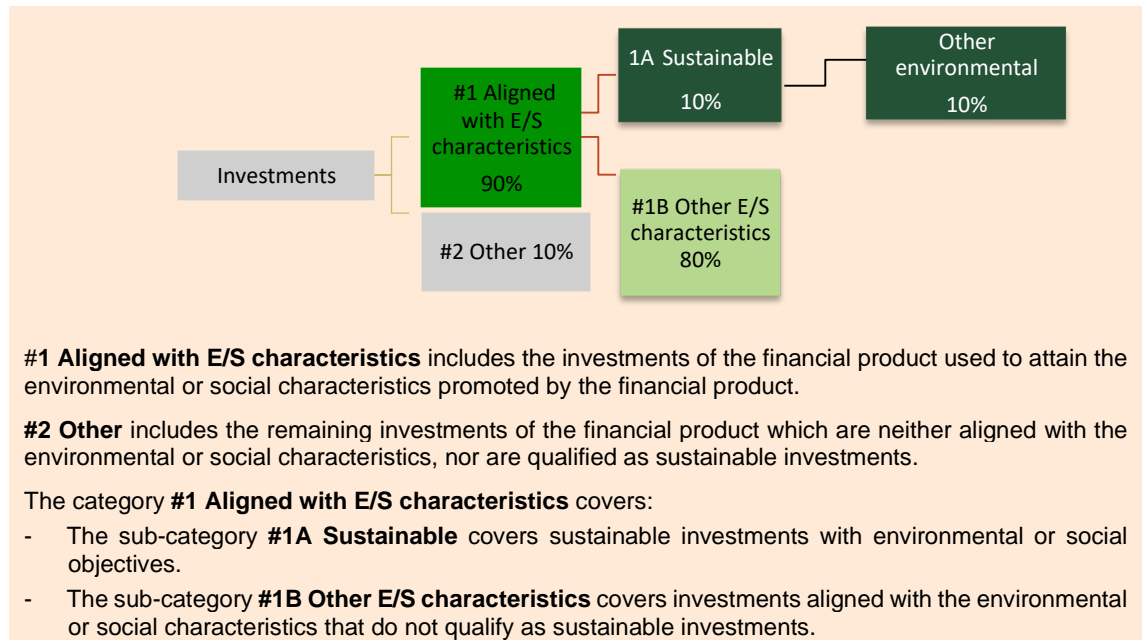 1A Sustainable
10%
Other
environmental
10%
#1 Aligned
with E/S
characteristics
90%
Investments
#1B Other E/S
characteristics
80%
#2 Other 10%
#1 Aligned with E/S characteristics includes the investments of the financial product used to attain the
environmental or social characteristics promoted by the financial product.
#2 Other includes the remaining investments of the financial product which are neither aligned with the
environmental or social characteristics, nor are qualified as sustainable investments.
The category #1 Aligned with E/S characteristics covers:
- The sub-category #1A Sustainable covers sustainable investments with environmental or social
objectives.
- The sub-category #1B Other E/S characteristics covers investments aligned with the environmental
or social characteristics that do not qualify as sustainable investments.